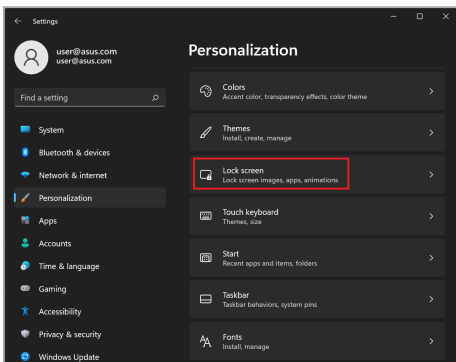 Settings
user@asus.com
user@asus.com
Find a setting
System
Bluetooth & devices
Network & internet
Personalization
Apps
Accounts
Time & language
Gaming
Accessibility
Privacy & security
Windows Update
Personalization
Colors
Accent color, transparency effects, color theme
Themes
Install, create, manage
Lock screen
Lock screen images, apps, animations
Touch keyboard
Themes, size
Start
Recent apps and items, folders
Taskbar
Taskbar behaviors, system pins
Fonts
Install, manage